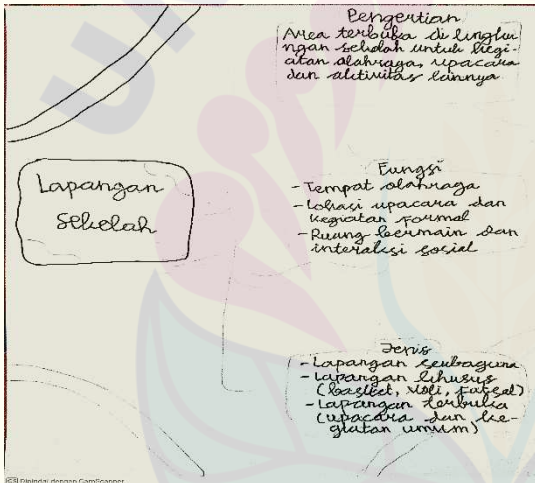 Lapangan
Sekolah
Pengertian
Area terbuka di lingku
ngan sekolah untuk kegi-
atan olahraga, upacara
dan aktivitas lainnya
Fungsi
- Tempat olahraga
- Lokasi upacara dan
kegiatan formal
- Ruang bermain dan
interaksi sosial
Jenis
- Lapangan serbaguna
- Lapangan khusus
(basket, voli, futsal)
- Lapangan terbuka
(upacara dan ke-
giatan umum)
CS Dipindai dengan CamScanner